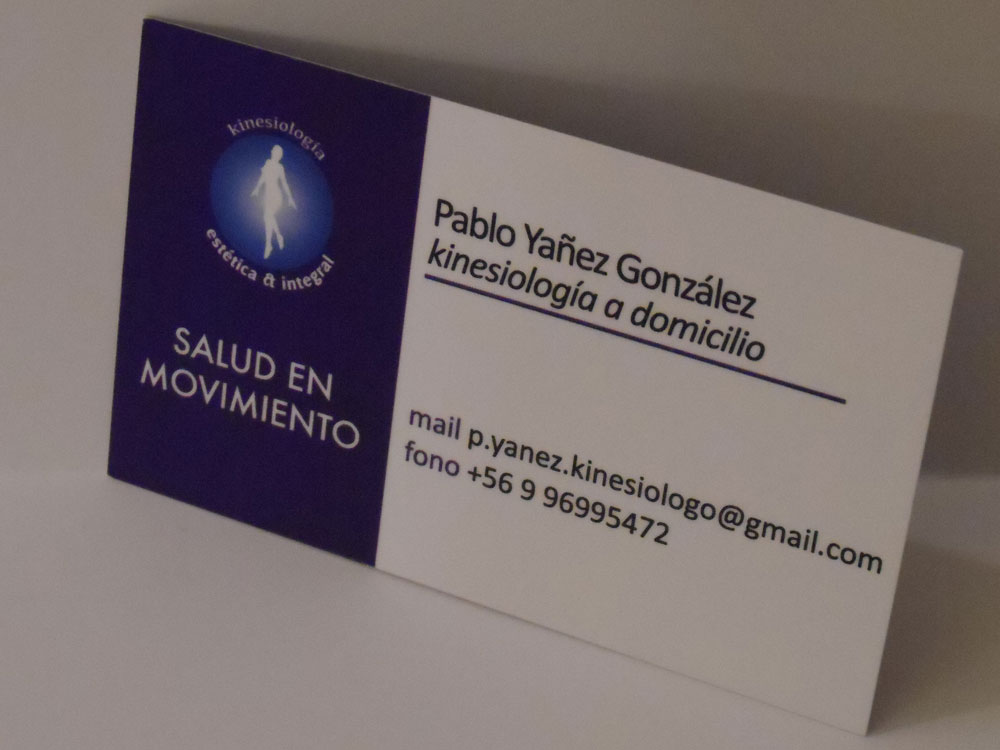 kinesiología
estética & integral
SALUD EN
MOVIMIENTO
Pablo Yañez González
kinesiología a domicilio
mail p.yanez.kinesiologo@gmail.com
fono +56 9 96995472